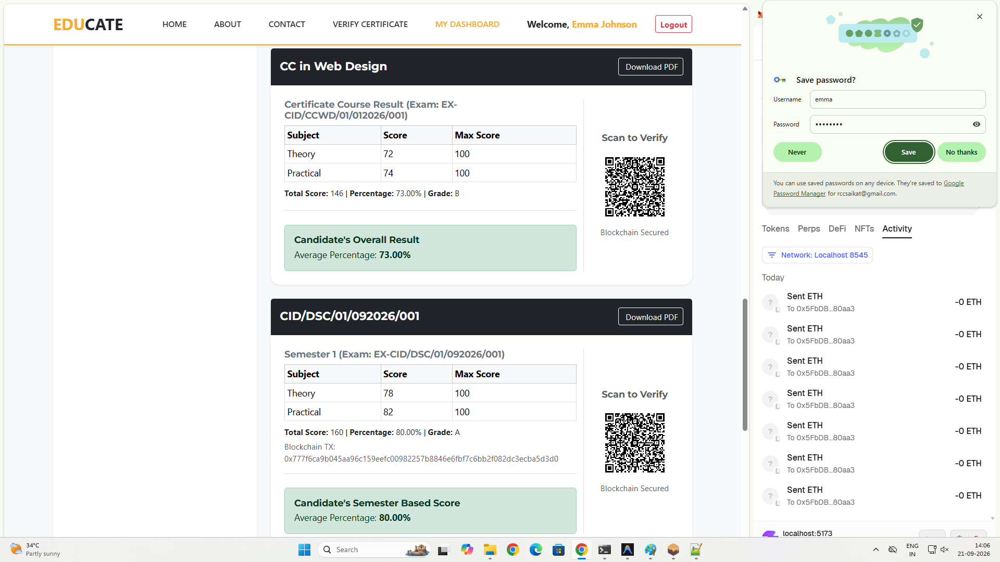 EDUCATE
HOME
ABOUT
CONTACT
VERIFY CERTIFICATE
MY DASHBOARD
Welcome, Emma Johnson
Logout
CC in Web Design
Download PDF
Certificate Course Result (Exam: EX-
CID/CCWD/01/012026/001)
Subject Score Max Score
Theory 72 100
Practical 74 100
Total Score: 146 | Percentage: 73.00% | Grade: B
Candidate's Overall Result
Average Percentage: 73.00%
Scan to Verify
Blockchain Secured
CID/DSC/01/092026/001
Download PDF
Semester 1 (Exam: EX-CID/DSC/01/092026/001)
Subject Score Max Score
Theory 78 100
Practical 82 100
Total Score: 160 | Percentage: 80.00% | Grade: A
Blockchain TX:
0x777f6ca9b045aa96c159eefc00982257b8846e6fbf7c6bb2f082dc3ecba5d3d0
Candidate's Semester Based Score
Average Percentage: 80.00%
Scan to Verify
Blockchain Secured
Save password?
Username emma
Password ••••••••
Never
Save
No thanks
You can use saved passwords on any device. They're saved to Google
Password Manager for rccsaikat@gmail.com.
Tokens Perps DeFi NFTs Activity
Network: Localhost 8545
Today
Sent ETH
To 0x5FbDB...80aa3
-0 ETH
? L
Sent ETH
To 0x5FbDB...80aa3
-0 ETH
? L
Sent ETH
To 0x5FbDB...80aa3
-0 ETH
? L
Sent ETH
To 0x5FbDB...80aa3
-0 ETH
? L
Sent ETH
To 0x5FbDB...80aa3
-0 ETH
? L
Sent ETH
To 0x5FbDB...80aa3
-0 ETH
? L
Sent ETH
To 0x5FbDB...80aa3
-0 ETH
? L
localhost:5173
34°C
Partly sunny
Search
ENG
IN
14:06
21-09-2026